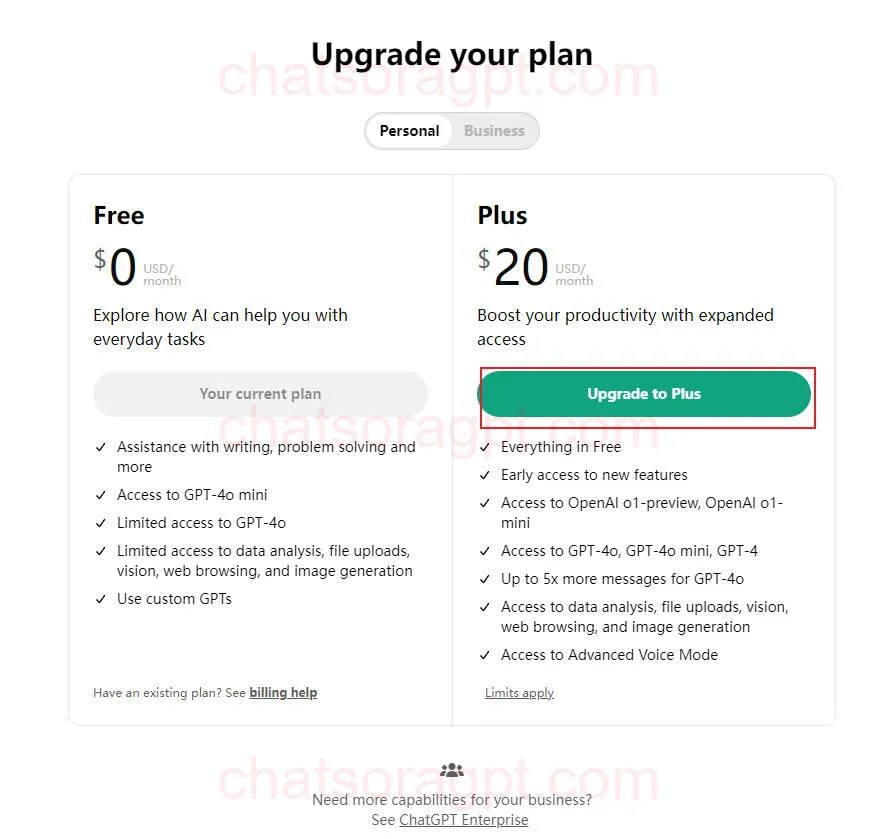 Upgrade your plan
chatsoragpt.com
Personal Business
Free
$0 USD/
month
Explore how AI can help you with
everyday tasks
Your current plan
Assistance with writing, problem solving and
more
Access to GPT-4o mini
Limited access to GPT-4o
Limited access to data analysis, file uploads,
vision, web browsing, and image generation
Use custom GPTs
Have an existing plan? See billing help
Plus
$20 USD/
month
Boost your productivity with expanded
access
Upgrade to Plus
chatsoragpt.com
Everything in Free
Early access to new features
Access to OpenAI o1-preview, OpenAI o1-
mini
Access to GPT-4o, GPT-4o mini, GPT-4
Up to 5x more messages for GPT-4o
Access to data analysis, file uploads, vision,
web browsing, and image generation
Access to Advanced Voice Mode
Limits apply
chatsoragpt.com
Need more capabilities for your business?
See ChatGPT Enterprise